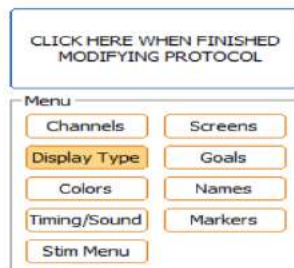 CLICK HERE WHEN FINISHED
MODIFYING PROTOCOL
Menu
Channels
Screens
Display Type
Goals
Colors
Names
Timing/Sound
Markers
Stim Menu